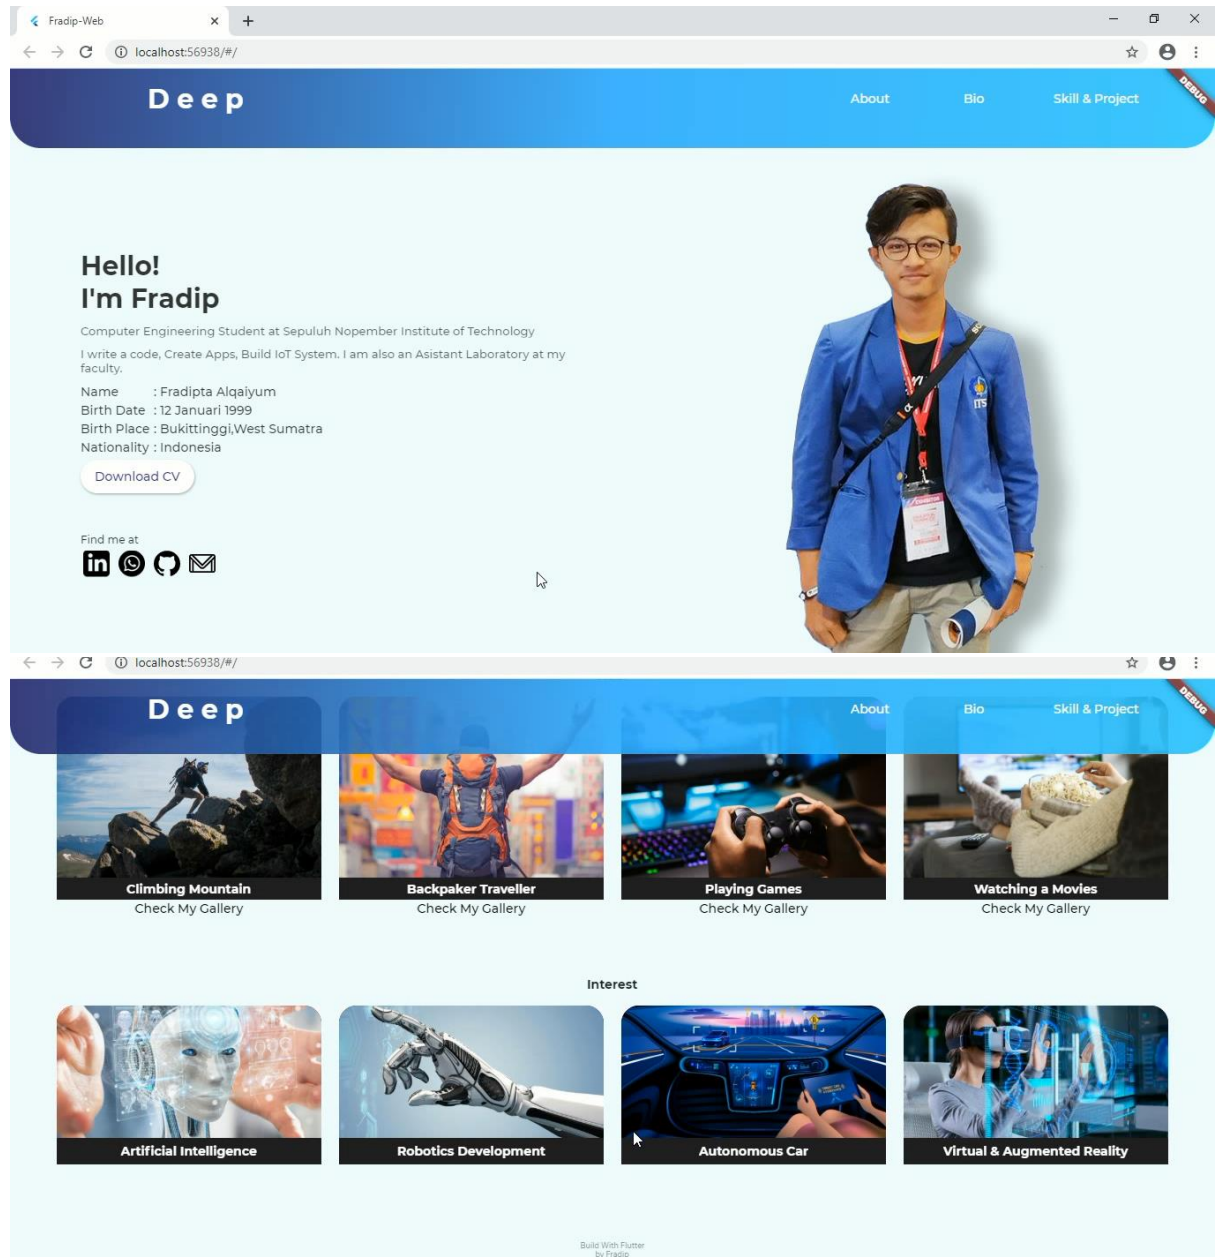 Fradip-Web
localhost:56938/#/
Deep
About
Bio
Skill & Project
DEBUG
Hello!
I'm Fradip
Computer Engineering Student at Sepuluh Nopember Institute of Technology
I write a code, Create Apps, Build IoT System. I am also an Asistant Laboratory at my
faculty.
Name : Fradipta Alqaiyum
Birth Date : 12 Januari 1999
Birth Place : Bukittinggi,West Sumatra
Nationality : Indonesia
Download CV
Find me at
in
ITS
EXHIBITOR
localhost:56938/#/
Deep
About
Bio
Skill & Project
DEBUG
Climbing Mountain
Backpaker Traveller
Playing Games
Watching a Movies
Check My Gallery
Check My Gallery
Check My Gallery
Check My Gallery
Interest
Artificial Intelligence
Robotics Development
Autonomous Car
Virtual & Augmented Reality
Build With Flutter
by Fradip